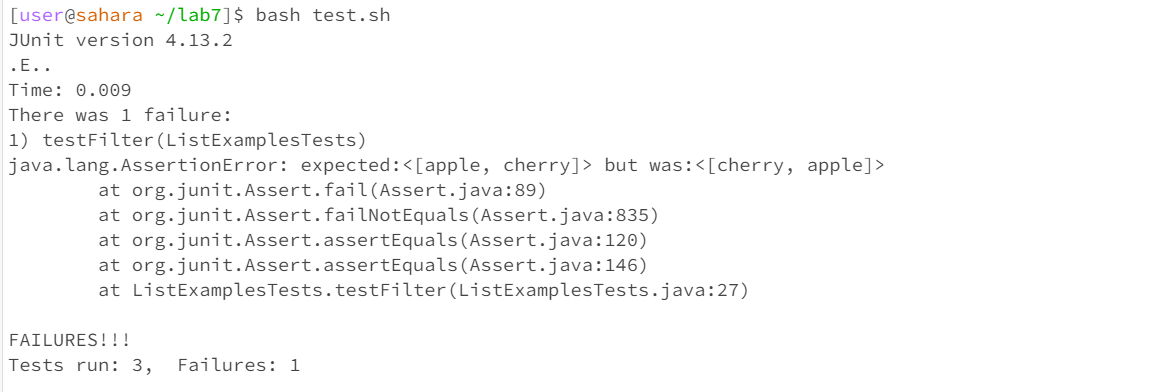 [user@sahara ~/lab7]$ bash test.sh
JUnit version 4.13.2
.E..
Time: 0.009
There was 1 failure:
1) testFilter(ListExamplesTests)
java.lang.AssertionError: expected:<[apple, cherry]> but was:<[cherry, apple]>
        at org.junit.Assert.fail(Assert.java:89)
        at org.junit.Assert.failNotEquals(Assert.java:835)
        at org.junit.Assert.assertEquals(Assert.java:120)
        at org.junit.Assert.assertEquals(Assert.java:146)
        at ListExamplesTests.testFilter(ListExamplesTests.java:27)

FAILURES!!!
Tests run: 3,  Failures: 1